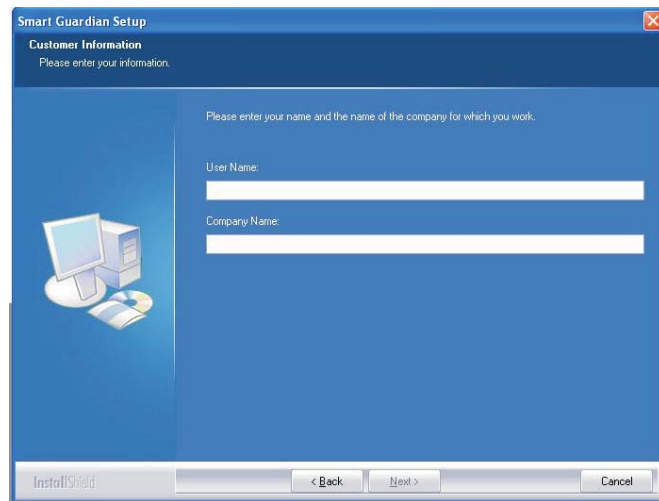 Smart Guardian Setup
Customer Information
Please enter your information.
Please enter your name and the name of the company for which you work.
User Name:
Company Name:
InstallShield
< Back
Next >
Cancel